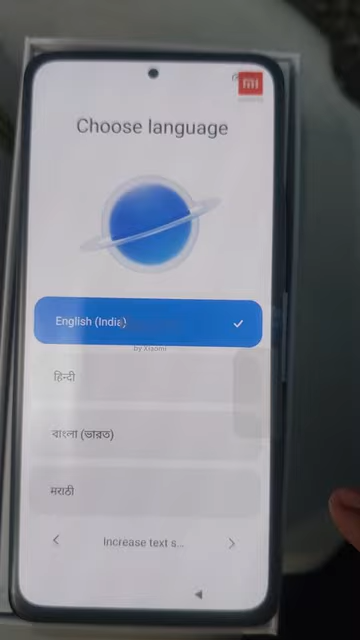 mi
Choose language
English (India)
by Xiaomi
हिन्दी
বাংলা (ভারত)
मराठी
Increase text s...